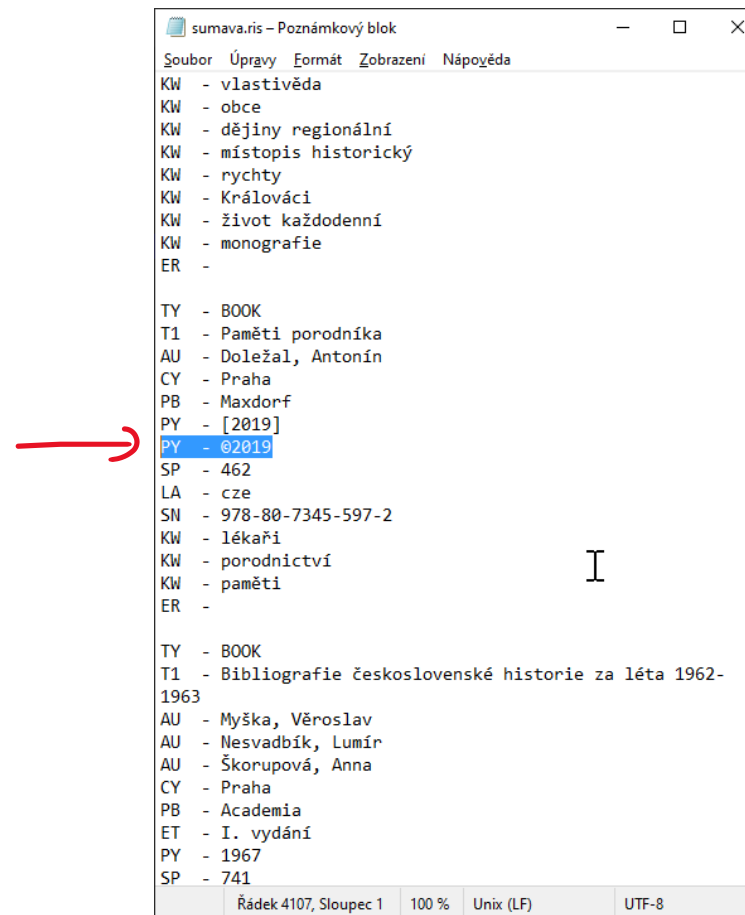 sumava.ris – Poznámkový blok
Soubor Úpravy Formát Zobrazení Nápověda
KW  - vlastivěda
KW  - obce
KW  - dějiny regionální
KW  - místopis historický
KW  - rychty
KW  - Králováci
KW  - život každodenní
KW  - monografie
ER  -
TY  - BOOK
T1  - Paměti porodníka
AU  - Doležal, Antonín
CY  - Praha
PB  - Maxdorf
PY  - [2019]
PY  - ©2019
SP  - 462
LA  - cze
SN  - 978-80-7345-597-2
KW  - lékaři
KW  - porodnictví
KW  - paměti
ER  -
TY  - BOOK
T1  - Bibliografie československé historie za léta 1962-
1963
AU  - Myška, Věroslav
AU  - Nesvadbík, Lumír
AU  - Škorupová, Anna
CY  - Praha
PB  - Academia
ET  - I. vydání
PY  - 1967
SP  - 741
Řádek 4107, Sloupec 1 100 % Unix (LF) UTF-8